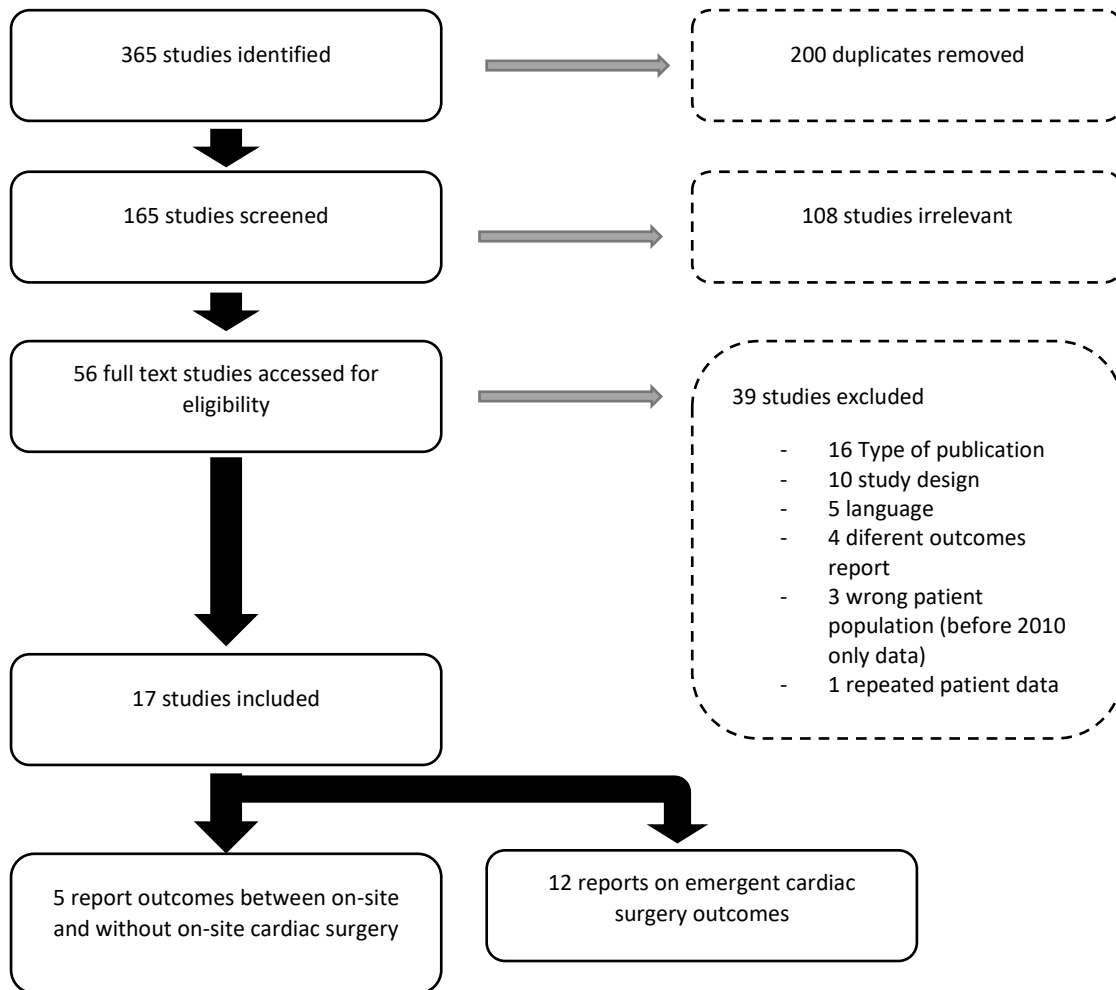 365 studies identified
200 duplicates removed
165 studies screened
108 studies irrelevant
56 full text studies accessed for
eligibility
39 studies excluded
- 16 Type of publication
- 10 study design
- 5 language
- 4 diferent outcomes
report
- 3 wrong patient
population (before 2010
only data)
- 1 repeated patient data
17 studies included
5 report outcomes between on-site
and without on-site cardiac surgery
12 reports on emergent cardiac
surgery outcomes